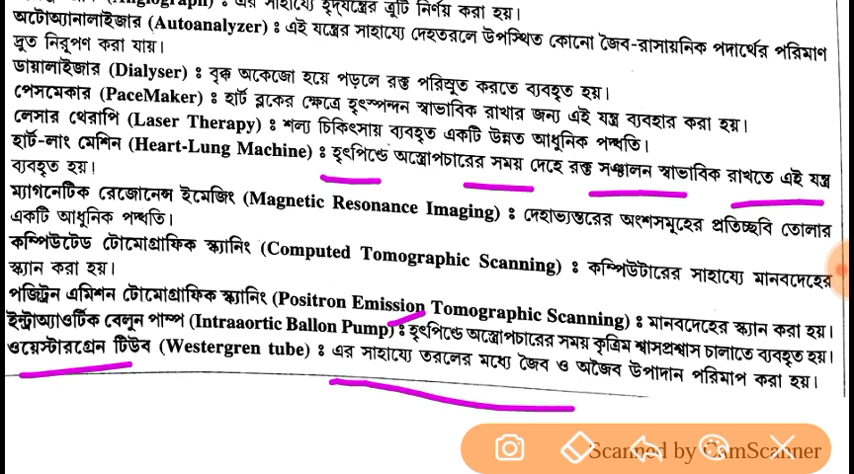 (Angiograph) : এর সাহায্যে হৃদ্‌যন্ত্রের ত্রুটি নির্ণয় করা হয়।
অটোঅ্যানালাইজার (Autoanalyzer) : এই যন্ত্রের সাহায্যে দেহতরলে উপস্থিত কোনো জৈব-রাসায়নিক পদার্থের পরিমাণ
দ্রুত নিরূপণ করা যায়।
ডায়ালাইজার (Dialyser) : বৃক্ক অকেজো হয়ে পড়লে রক্ত পরিস্রুত করতে ব্যবহৃত হয়।
পেসমেকার (PaceMaker) : হার্ট ব্লকের ক্ষেত্রে হৃৎস্পন্দন স্বাভাবিক রাখার জন্য এই যন্ত্র ব্যবহার করা হয়।
লেসার থেরাপি (Laser Therapy) : শল্য চিকিৎসায় ব্যবহৃত একটি উন্নত আধুনিক পদ্ধতি।
হার্ট-লাং মেশিন (Heart-Lung Machine) : হৃৎপিণ্ডে অস্ত্রোপচারের সময় দেহে রক্ত সঞ্চালন স্বাভাবিক রাখতে এই যন্ত্র
ব্যবহৃত হয়।
ম্যাগনেটিক রেজোনেন্স ইমেজিং (Magnetic Resonance Imaging) : দেহাভ্যন্তরের অংশসমূহের প্রতিচ্ছবি তোলার
একটি আধুনিক পদ্ধতি।
কম্পিউটেড টোমোগ্রাফিক স্ক্যানিং (Computed Tomographic Scanning) : কম্পিউটারের সাহায্যে মানবদেহের
স্ক্যান করা হয়।
পজিট্রন এমিশন টোমোগ্রাফিক স্ক্যানিং (Positron Emission Tomographic Scanning) : মানবদেহের স্ক্যান করা হয়।
ইন্ট্রাঅ্যাওর্টিক বেলুন পাম্প (Intraaortic Ballon Pump) : হৃৎপিণ্ডে অস্ত্রোপচারের সময় কৃত্রিম শ্বাসপ্রশ্বাস চালাতে ব্যবহৃত হয়।
ওয়েস্টারগ্রেন টিউব (Westergren tube) : এর সাহায্যে তরলের মধ্যে জৈব ও অজৈব উপাদান পরিমাপ করা হয়।
Scanned by CamScanner